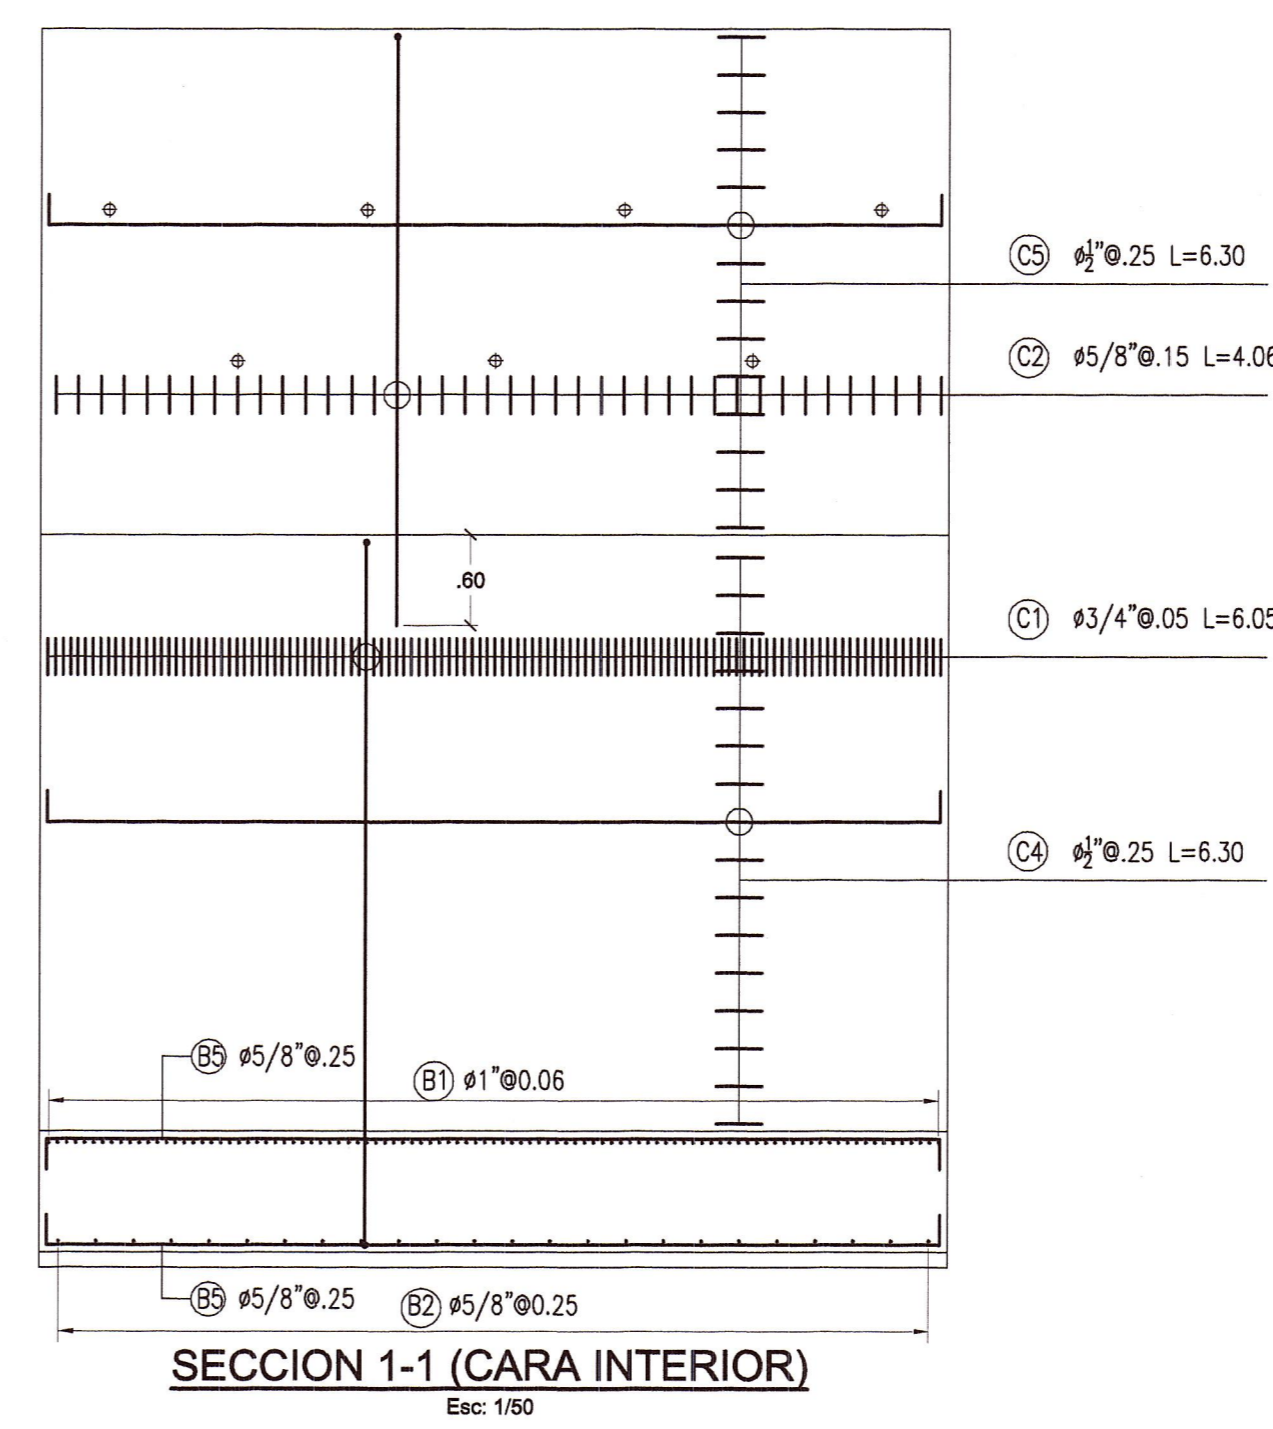 C5 ø1/2"@.25 L=6.30
C2 ø5/8"@.15 L=4.06
.60
C1 ø3/4"@.05 L=6.05
C4 ø1/2"@.25 L=6.30
B5 ø5/8"@.25
B1 ø1"@0.06
B5 ø5/8"@.25
B2 ø5/8"@0.25
SECCION 1-1 (CARA INTERIOR)
Esc: 1/50